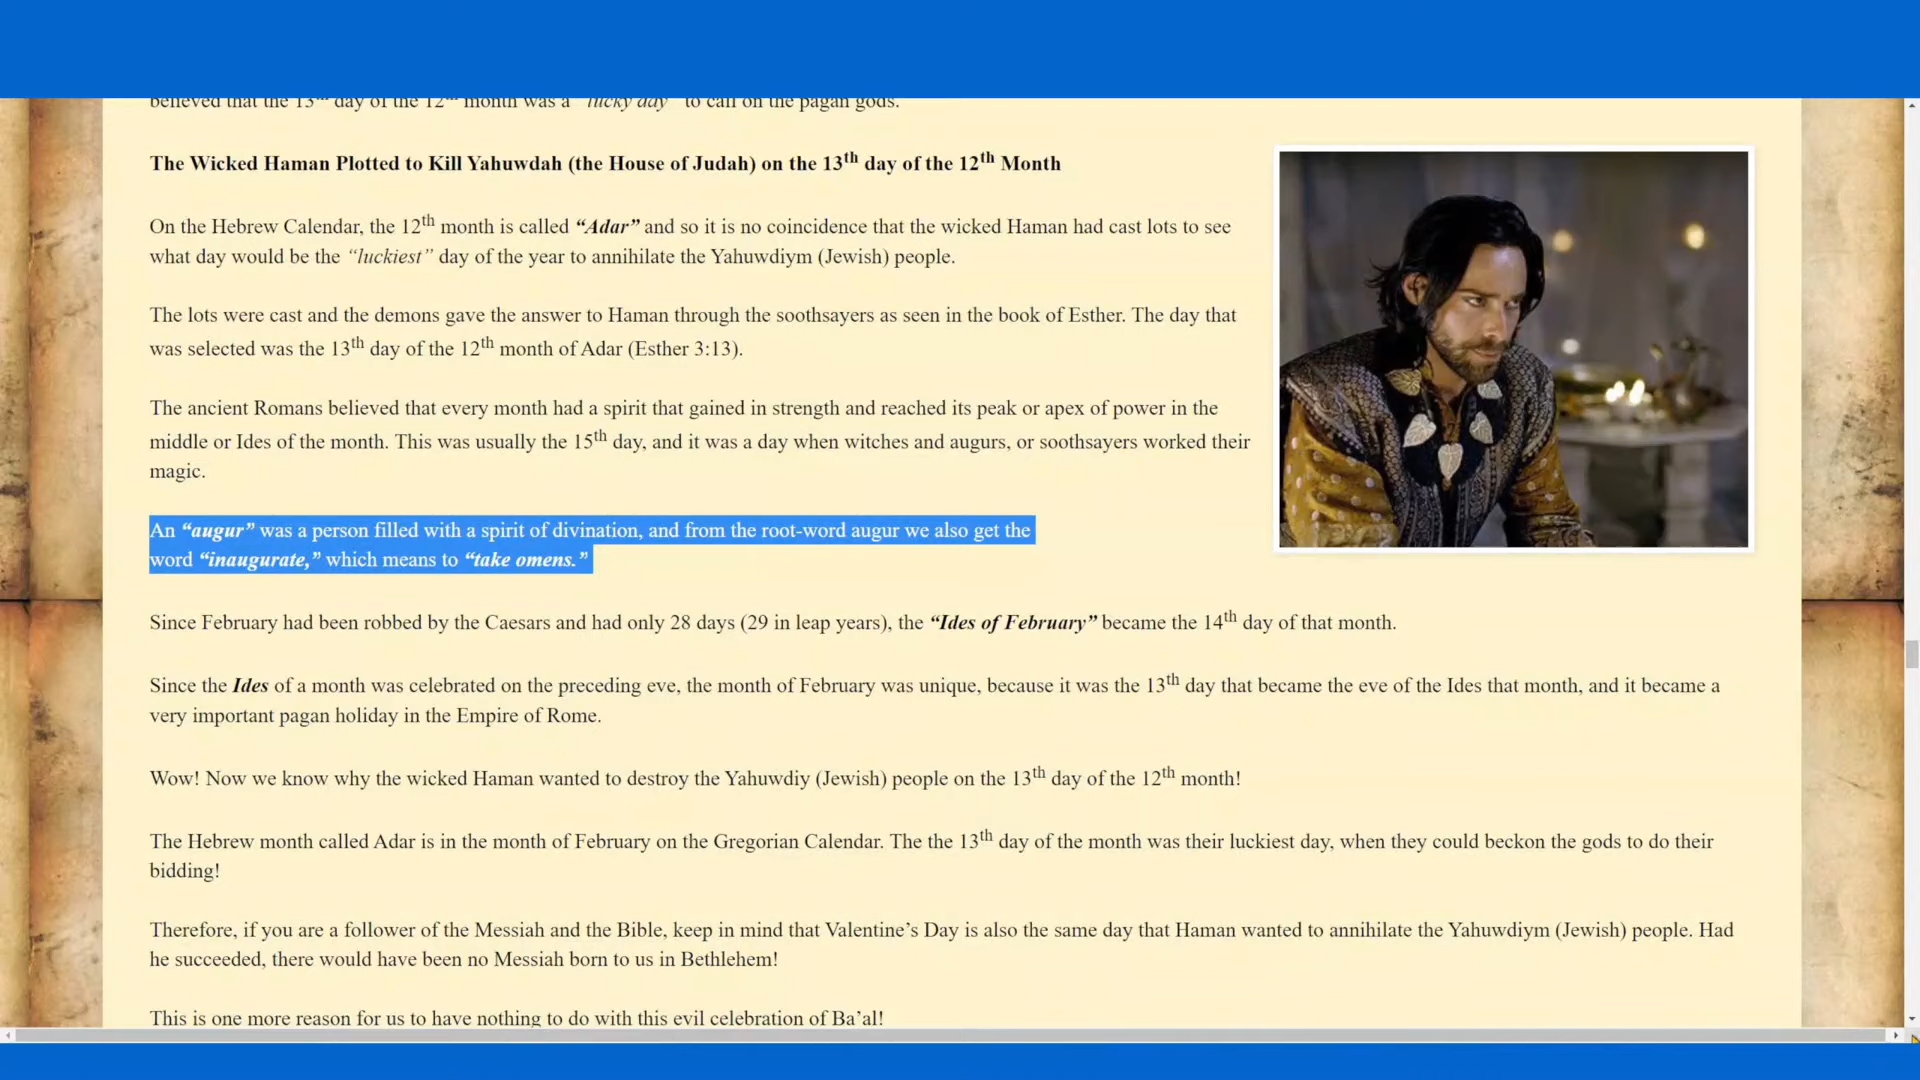 believed that the 13th day of the 12th month was a "lucky day" to call on the pagan gods.
The Wicked Haman Plotted to Kill Yahuwdah (the House of Judah) on the 13th day of the 12th Month
On the Hebrew Calendar, the 12th month is called “Adar” and so it is no coincidence that the wicked Haman had cast lots to see
what day would be the “luckiest” day of the year to annihilate the Yahuwdiym (Jewish) people.
The lots were cast and the demons gave the answer to Haman through the soothsayers as seen in the book of Esther. The day that
was selected was the 13th day of the 12th month of Adar (Esther 3:13).
The ancient Romans believed that every month had a spirit that gained in strength and reached its peak or apex of power in the
middle or Ides of the month. This was usually the 15th day, and it was a day when witches and augurs, or soothsayers worked their
magic.
An “augur” was a person filled with a spirit of divination, and from the root-word augur we also get the
word “inaugurate,” which means to “take omens.”
Since February had been robbed by the Caesars and had only 28 days (29 in leap years), the “Ides of February” became the 14th day of that month.
Since the Ides of a month was celebrated on the preceding eve, the month of February was unique, because it was the 13th day that became the eve of the Ides that month, and it became a
very important pagan holiday in the Empire of Rome.
Wow! Now we know why the wicked Haman wanted to destroy the Yahuwdiy (Jewish) people on the 13th day of the 12th month!
The Hebrew month called Adar is in the month of February on the Gregorian Calendar. The the 13th day of the month was their luckiest day, when they could beckon the gods to do their
bidding!
Therefore, if you are a follower of the Messiah and the Bible, keep in mind that Valentine’s Day is also the same day that Haman wanted to annihilate the Yahuwdiym (Jewish) people. Had
he succeeded, there would have been no Messiah born to us in Bethlehem!
This is one more reason for us to have nothing to do with this evil celebration of Ba’al!